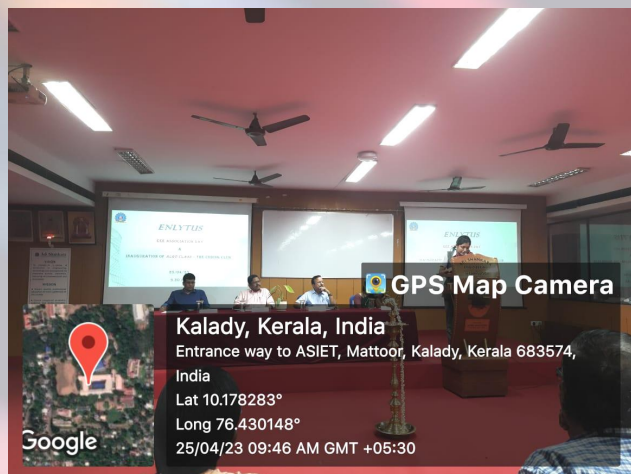 ENLYTUS
ENLYTUS
GPS Map Camera
Kalady, Kerala, India
Entrance way to ASIET, Mattoor, Kalady, Kerala 683574,
India
Lat 10.178283°
Long 76.430148°
25/04/23 09:46 AM GMT +05:30
Google